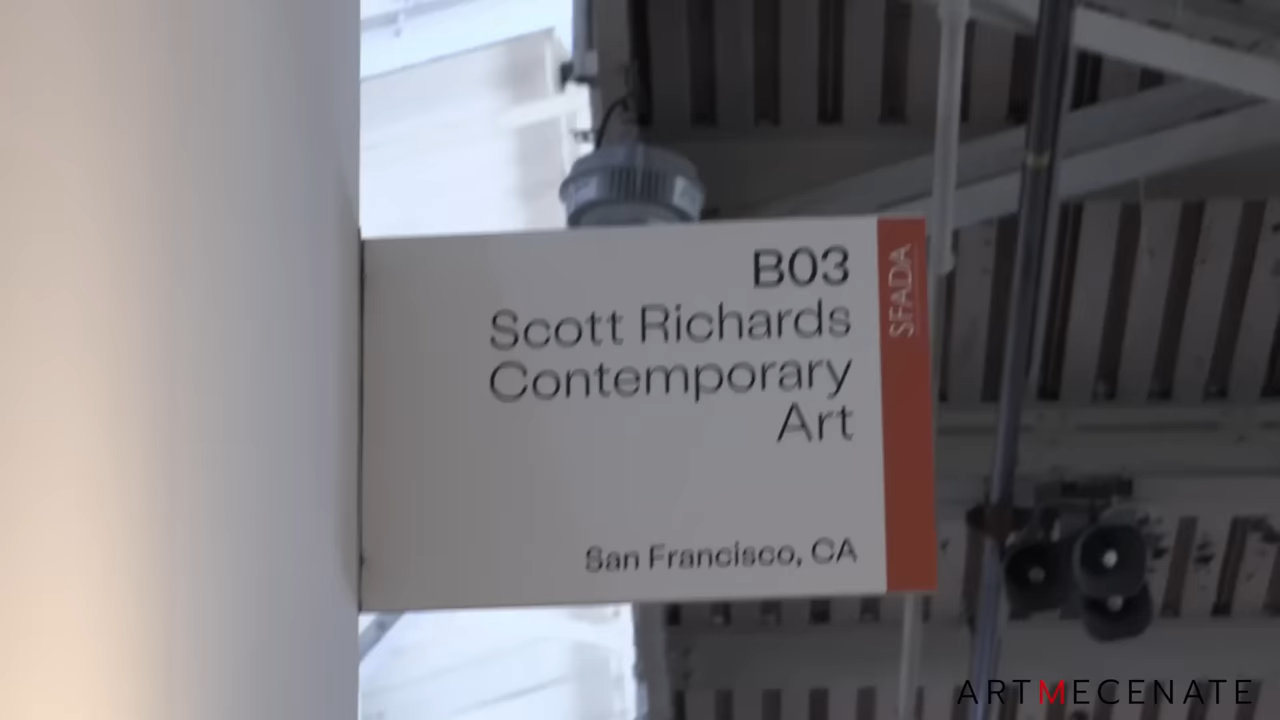 B03
Scott Richards
Contemporary
Art
San Francisco, CA
SFADA
ARTMECENATE